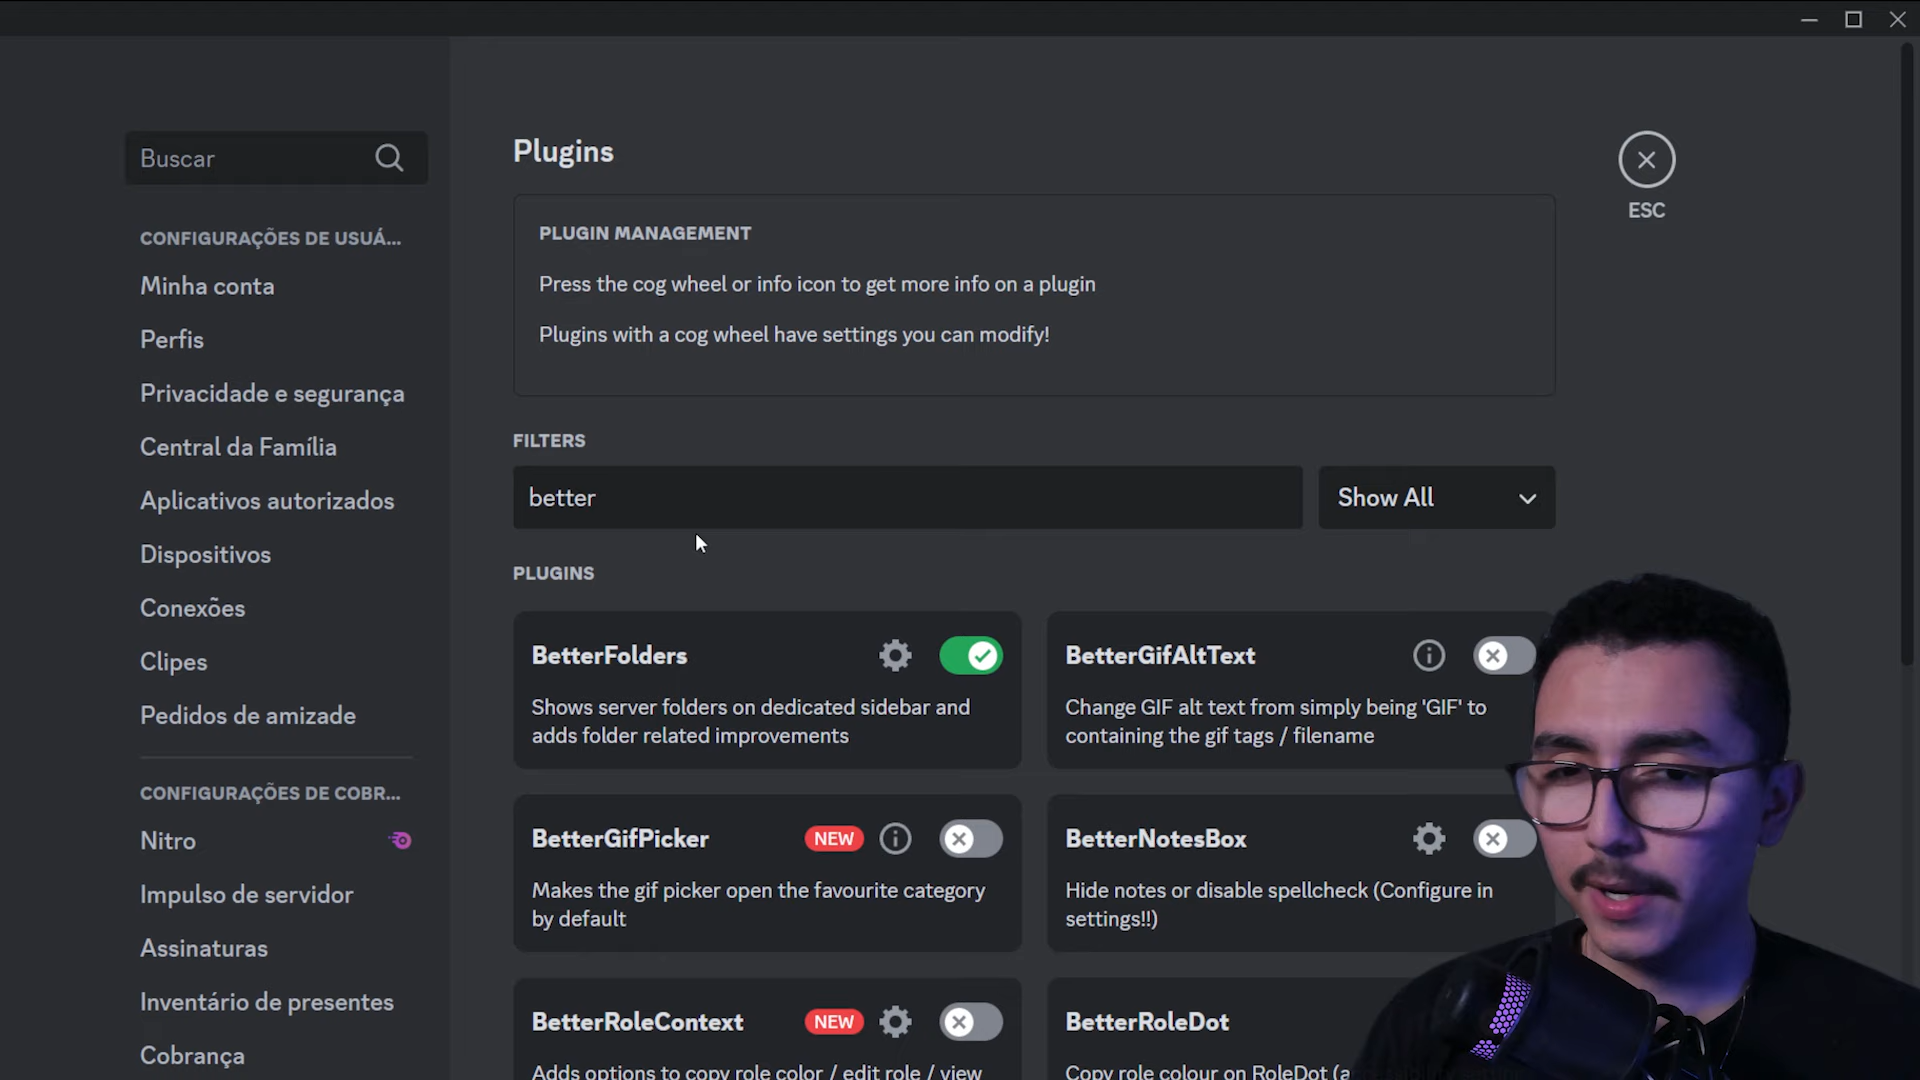 Buscar
CONFIGURAÇÕES DE USUÁ...
Minha conta
Perfis
Privacidade e segurança
Central da Família
Aplicativos autorizados
Dispositivos
Conexões
Clipes
Pedidos de amizade
CONFIGURAÇÕES DE COBR...
Nitro
Impulso de servidor
Assinaturas
Inventário de presentes
Cobrança
Plugins
ESC
PLUGIN MANAGEMENT
Press the cog wheel or info icon to get more info on a plugin
Plugins with a cog wheel have settings you can modify!
FILTERS
better
Show All
PLUGINS
BetterFolders
Shows server folders on dedicated sidebar and
adds folder related improvements
BetterGifAltText
Change GIF alt text from simply being 'GIF' to
containing the gif tags / filename
BetterGifPicker NEW
Makes the gif picker open the favourite category
by default
BetterNotesBox
Hide notes or disable spellcheck (Configure in
settings!!)
BetterRoleContext NEW
Adds options to copy role color / edit role / view
BetterRoleDot
Copy role colour on RoleDot